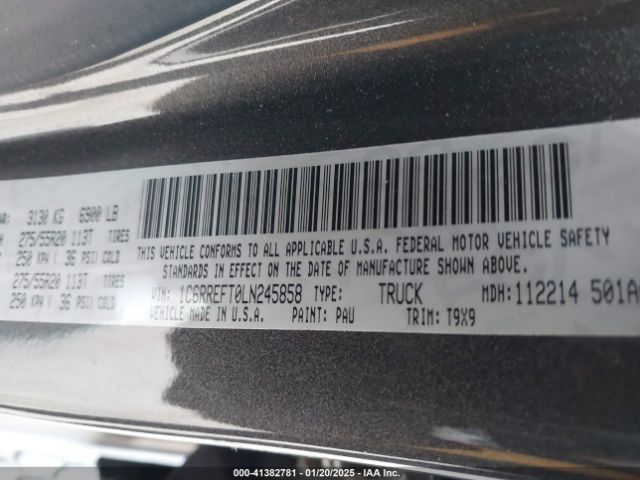 3130 KG 6900 LB
275/55R20 113T TIRES
250 KPA / 36 PSI COLD
275/55R20 113T TIRES
250 KPA / 36 PSI COLD
THIS VEHICLE CONFORMS TO ALL APPLICABLE U.S.A. FEDERAL MOTOR VEHICLE SAFETY
STANDARDS IN EFFECT ON THE DATE OF MANUFACTURE SHOWN ABOVE.
VIN: 1C6RREFT0LN245858 TYPE: TRUCK MDH: 112214 501A
VEHICLE MADE IN U.S.A. PAINT: PAU TRIM: T9X9
000-41382781 - 01/20/2025 - IAA Inc.